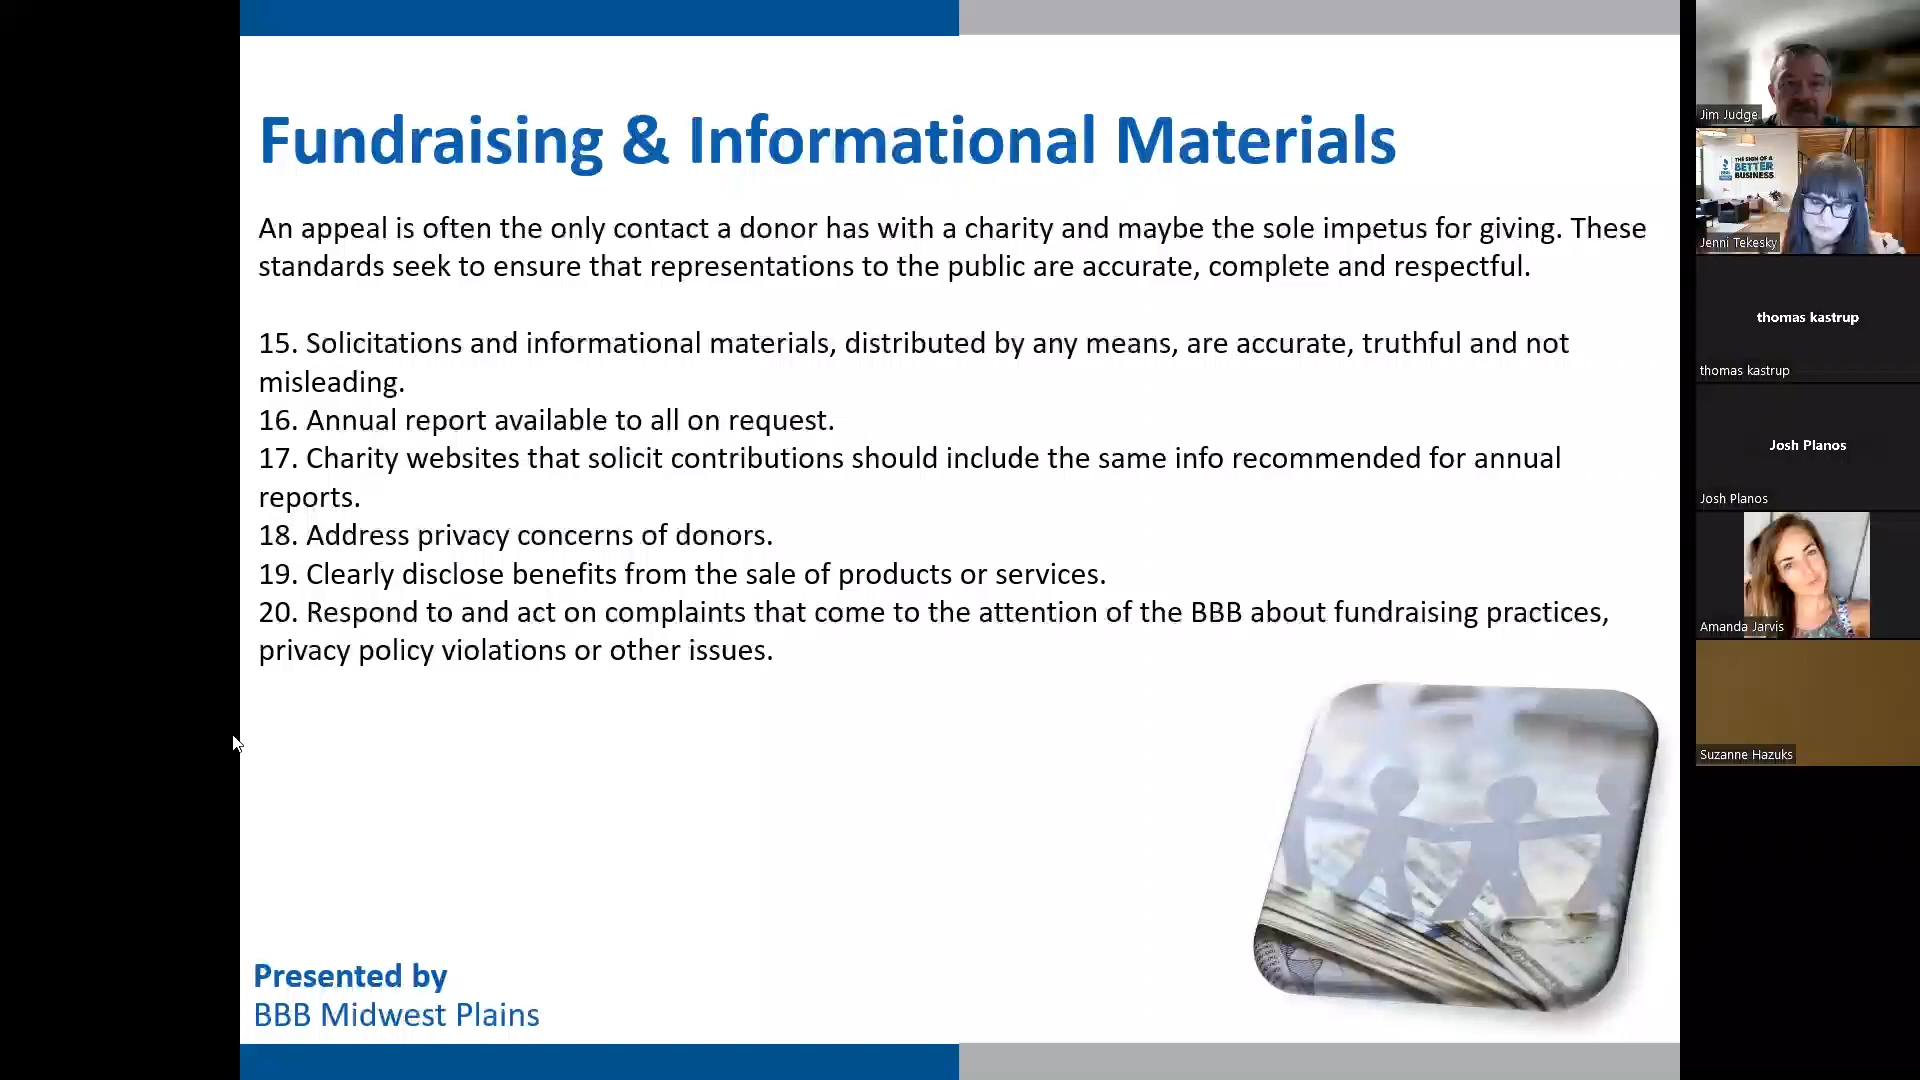 Fundraising & Informational Materials
An appeal is often the only contact a donor has with a charity and maybe the sole impetus for giving. These
standards seek to ensure that representations to the public are accurate, complete and respectful.
15. Solicitations and informational materials, distributed by any means, are accurate, truthful and not
misleading.
16. Annual report available to all on request.
17. Charity websites that solicit contributions should include the same info recommended for annual
reports.
18. Address privacy concerns of donors.
19. Clearly disclose benefits from the sale of products or services.
20. Respond to and act on complaints that come to the attention of the BBB about fundraising practices,
privacy policy violations or other issues.
Presented by
BBB Midwest Plains
Jim Judge
THE SIGN OF A
BETTER
BUSINESS
Jenni Tekesky
thomas kastrup
thomas kastrup
Josh Planos
Josh Planos
Amanda Jarvis
Suzanne Hazuks